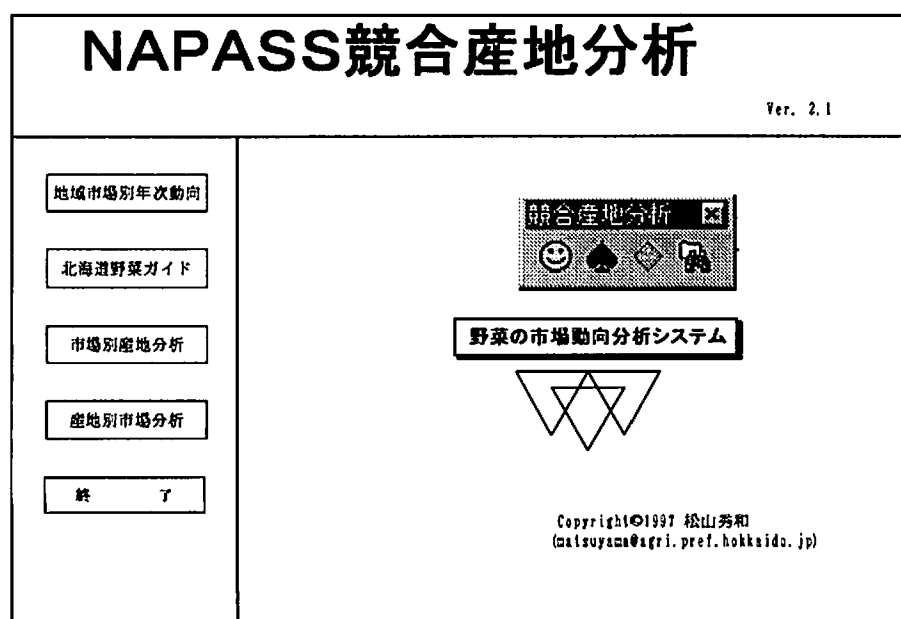 NAPASS競合産地分析
Ver. 2.1
地域市場別年次動向
北海道野菜ガイド
市場別産地分析
産地別市場分析
終 了
競合産地分析
野菜の市場動向分析システム
Copyright©1997 松山秀和
(matsuyama@agri.pref.hokkaido.jp)